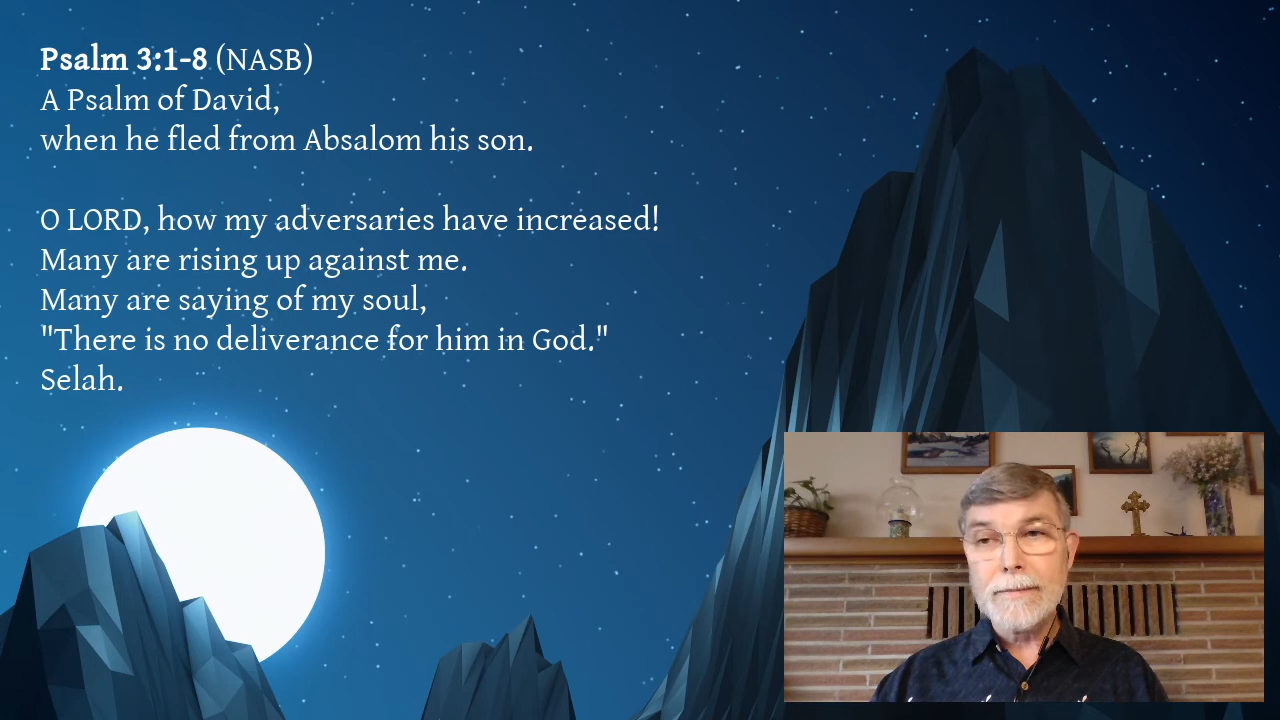 Psalm 3:1-8 (NASB)
A Psalm of David,
when he fled from Absalom his son.
O LORD, how my adversaries have increased!
Many are rising up against me.
Many are saying of my soul,
"There is no deliverance for him in God."
Selah.